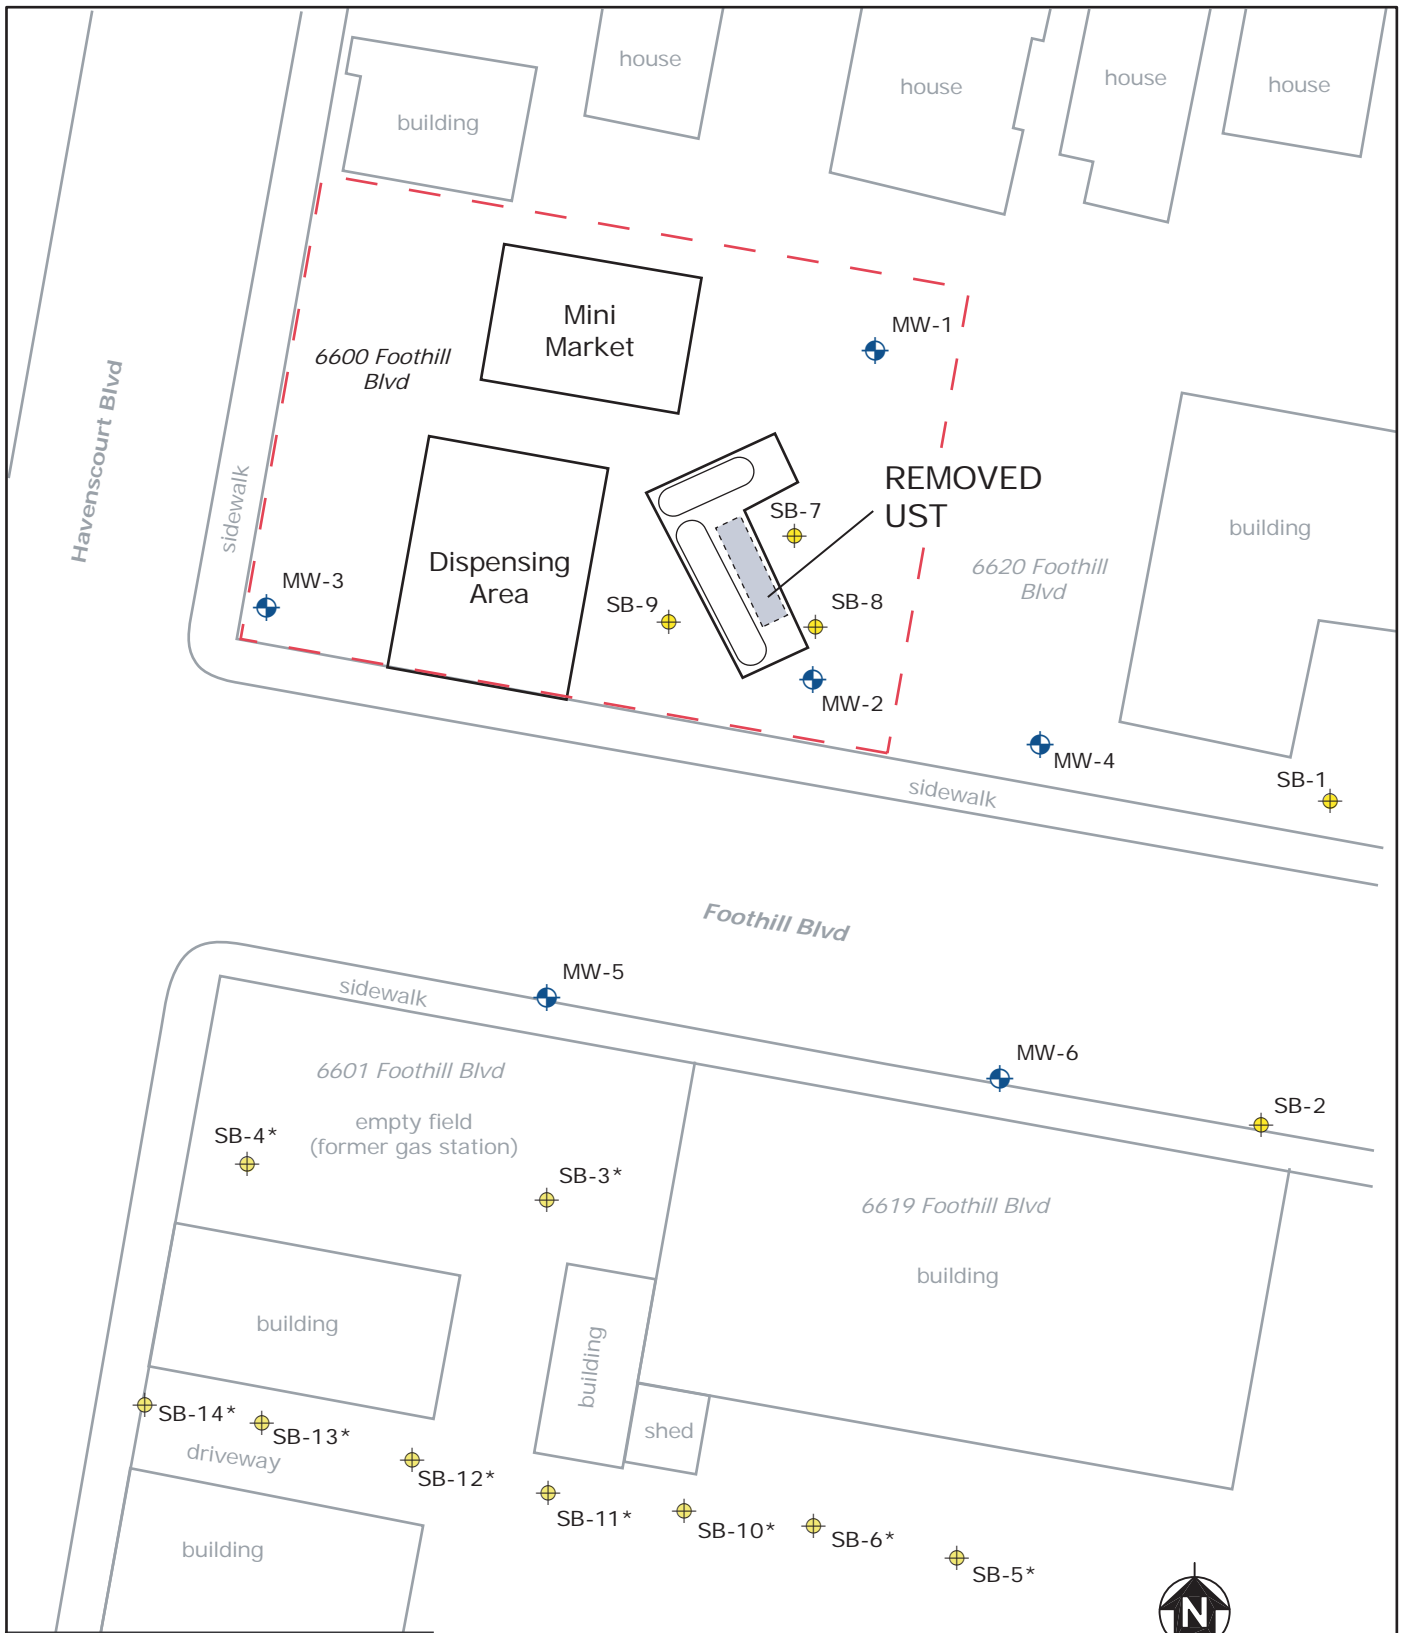 house
house
house
house
building
MW-1
Mini
Market
6600 Foothill
Blvd
Havenscourt Blvd
sidewalk
REMOVED
UST
SB-7
building
Dispensing
Area
6620 Foothill
Blvd
MW-3
SB-9
SB-8
MW-2
MW-4
SB-1
sidewalk
Foothill Blvd
MW-5
sidewalk
MW-6
6601 Foothill Blvd
SB-2
empty field
(former gas station)
SB-4*
SB-3*
6619 Foothill Blvd
building
building
building
SB-14*
SB-13*
shed
driveway
SB-12*
SB-11*
SB-10*
SB-6*
building
SB-5*
N